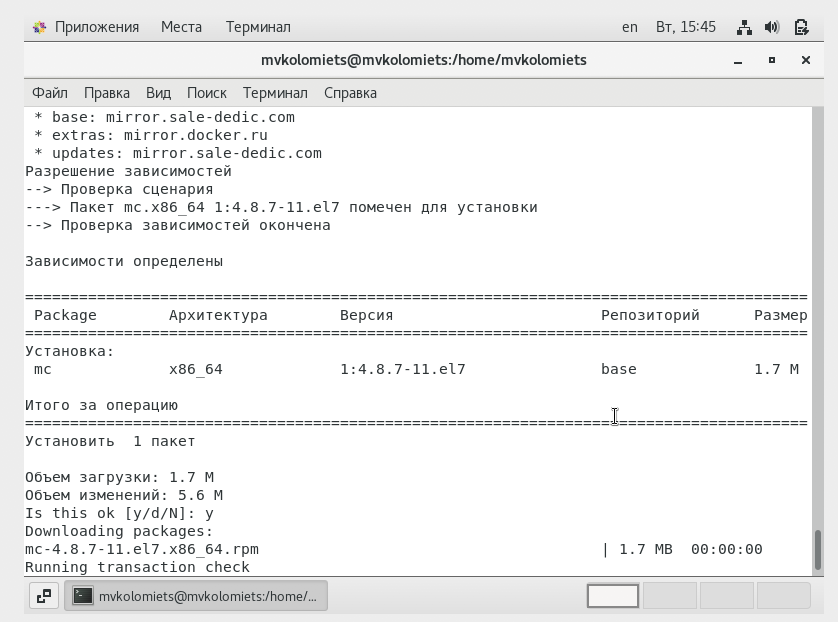 Приложения Места Терминал en Вт, 15:45
mvkolomiets@mvkolomiets:/home/mvkolomiets
Файл Правка Вид Поиск Терминал Справка
* base: mirror.sale-dedic.com
* extras: mirror.docker.ru
* updates: mirror.sale-dedic.com
Разрешение зависимостей
--> Проверка сценария
---> Пакет mc.x86_64 1:4.8.7-11.el7 помечен для установки
--> Проверка зависимостей окончена
Зависимости определены
================================================================================
Package Архитектура Версия Репозиторий Размер
================================================================================
Установка:
mc x86_64 1:4.8.7-11.el7 base 1.7 M
Итого за операцию
================================================================================
Установить 1 пакет
Объем загрузки: 1.7 M
Объем изменений: 5.6 M
Is this ok [y/d/N]: y
Downloading packages:
mc-4.8.7-11.el7.x86_64.rpm | 1.7 MB 00:00:00
Running transaction check
mvkolomiets@mvkolomiets:/home/...